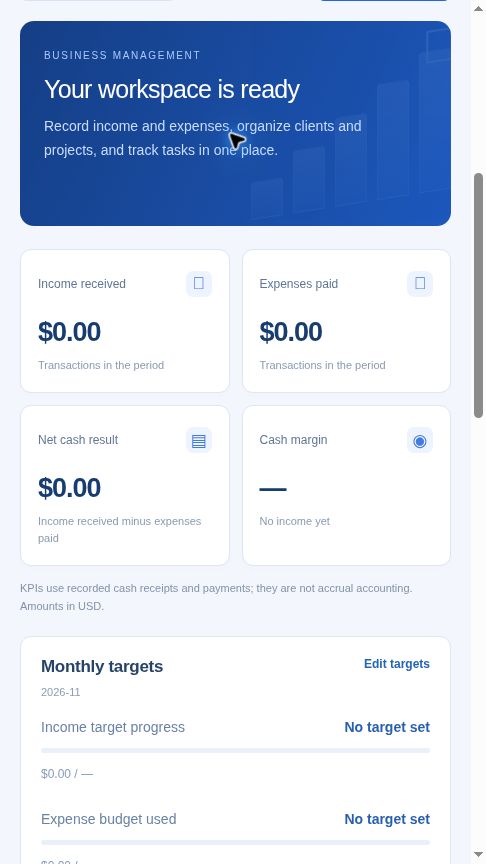 BUSINESS MANAGEMENT
Your workspace is ready
Record income and expenses, organize clients and
projects, and track tasks in one place.
Income received
$0.00
Transactions in the period
Expenses paid
$0.00
Transactions in the period
Net cash result
$0.00
Income received minus expenses
paid
Cash margin
—
No income yet
KPIs use recorded cash receipts and payments; they are not accrual accounting.
Amounts in USD.
Monthly targets
Edit targets
2026-11
Income target progress
No target set
$0.00 / —
Expense budget used
No target set